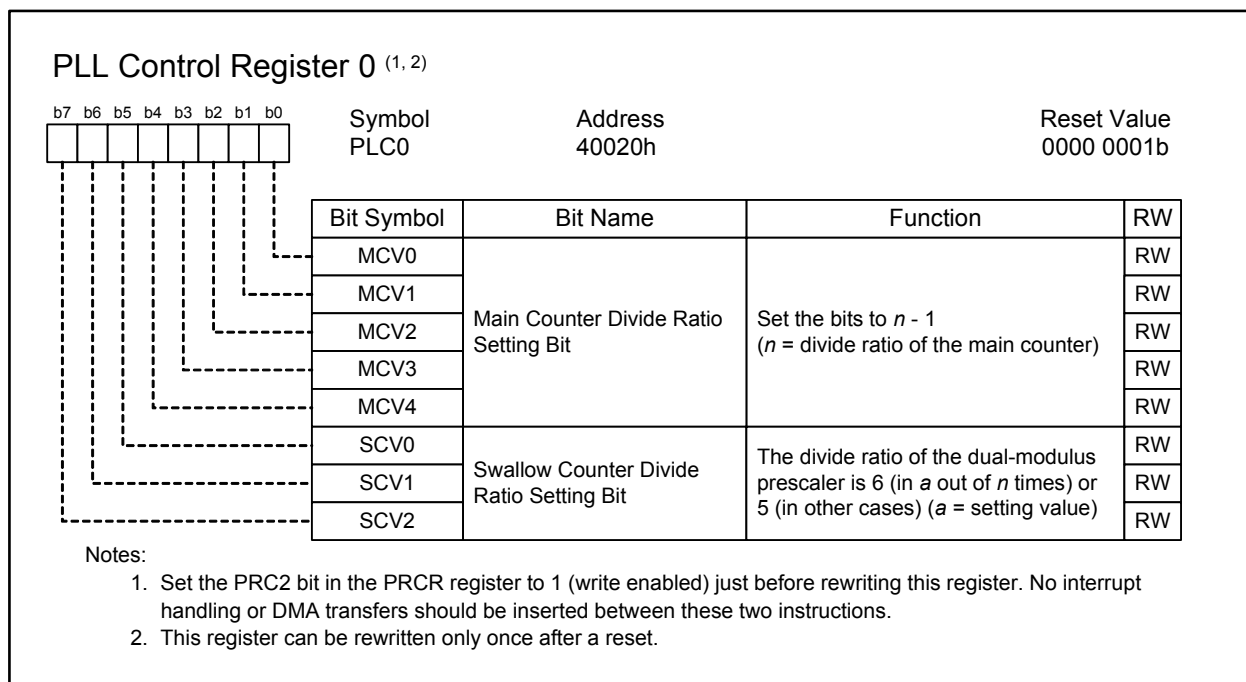 PLL Control Register 0 (1, 2)
b7 b6 b5 b4 b3 b2 b1 b0
Symbol Address Reset Value
PLC0 40020h 0000 0001b
Bit Symbol Bit Name Function RW
MCV0 RW
MCV1 RW
MCV2 RW
MCV3 RW
MCV4 RW
Main Counter Divide Ratio
Setting Bit
Set the bits to n - 1
(n = divide ratio of the main counter)
SCV0 RW
SCV1 RW
SCV2 RW
Swallow Counter Divide
Ratio Setting Bit
The divide ratio of the dual-modulus
prescaler is 6 (in a out of n times) or
5 (in other cases) (a = setting value)
Notes:
1. Set the PRC2 bit in the PRCR register to 1 (write enabled) just before rewriting this register. No interrupt
handling or DMA transfers should be inserted between these two instructions.
2. This register can be rewritten only once after a reset.